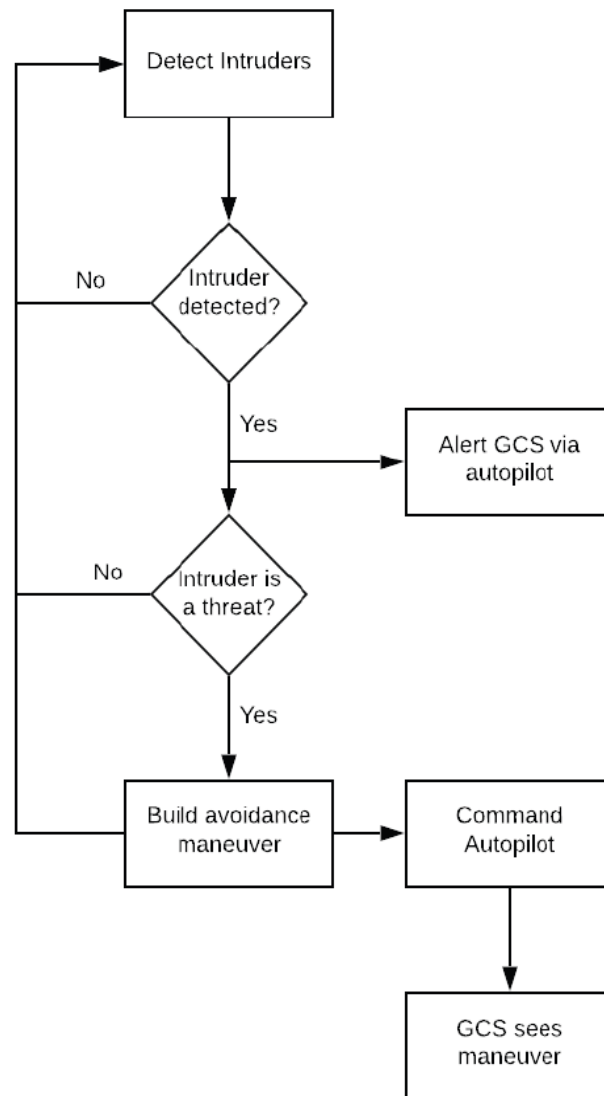 Detect Intruders
No
Intruder
detected?
Yes
Alert GCS via
autopilot
No
Intruder is
a threat?
Yes
Build avoidance
maneuver
Command
Autopilot
GCS sees
maneuver